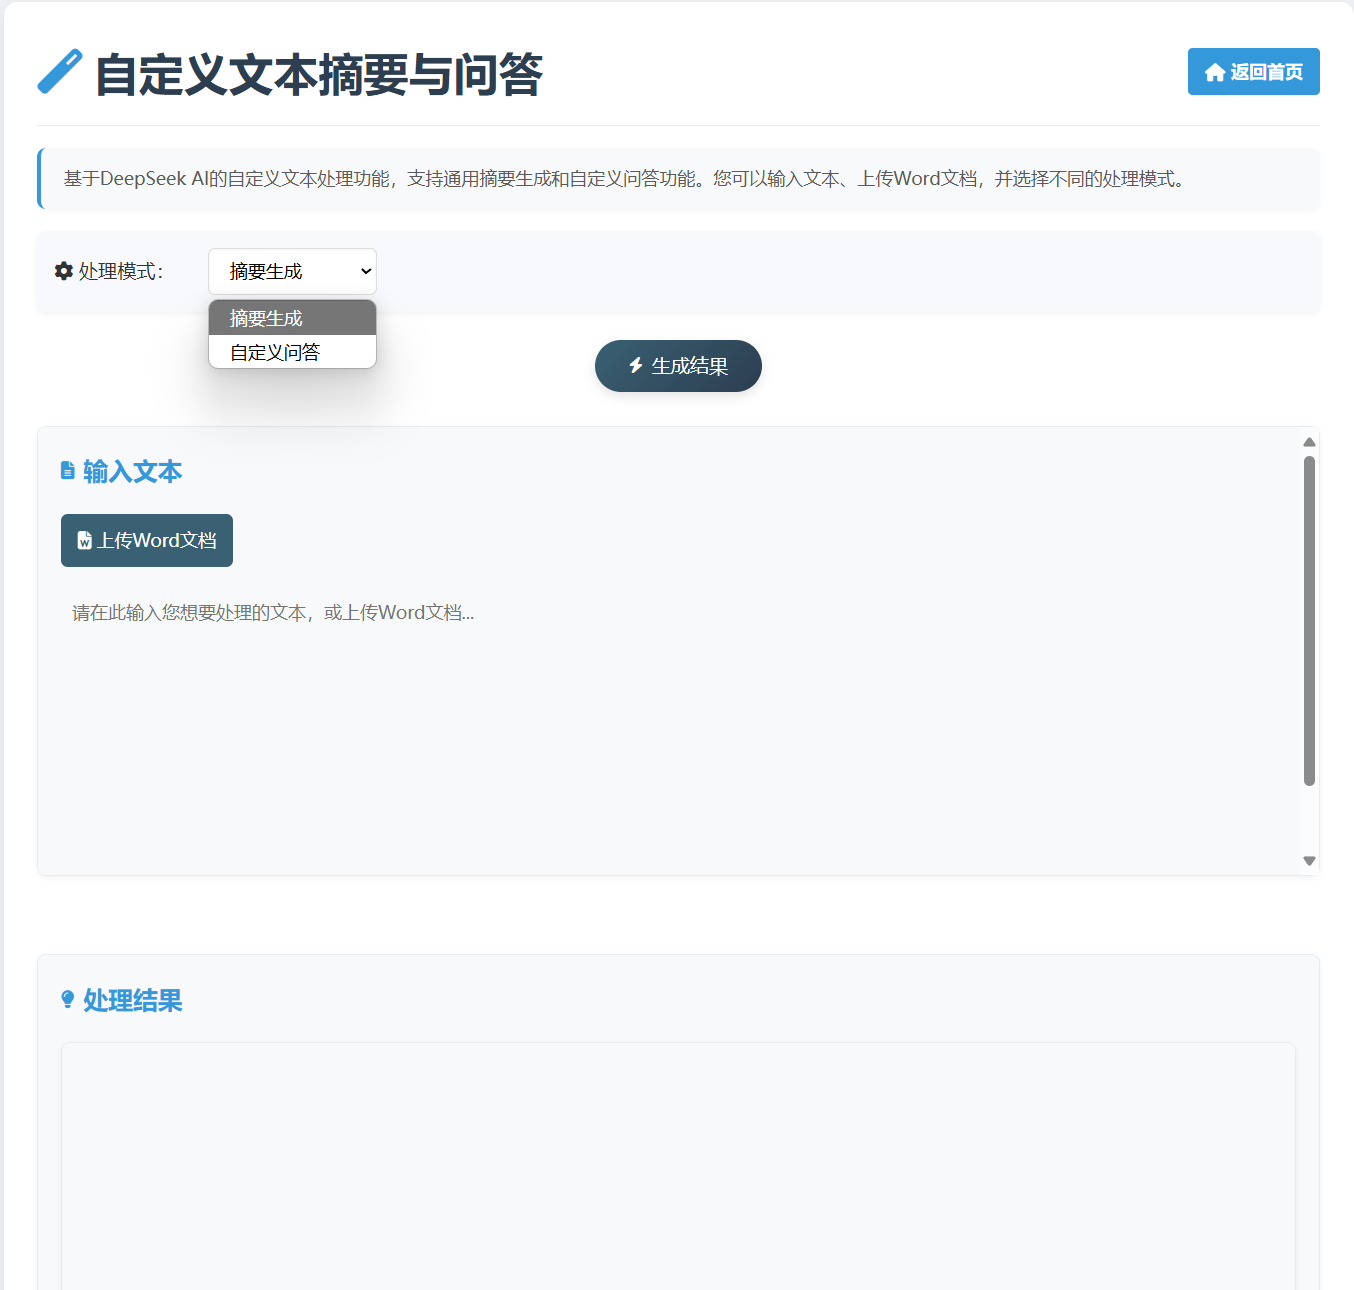 自定义文本摘要与问答
返回首页
基于DeepSeek AI的自定义文本处理功能，支持通用摘要生成和自定义问答功能。您可以输入文本、上传Word文档，并选择不同的处理模式。
处理模式：
摘要生成
摘要生成
自定义问答
生成结果
输入文本
上传Word文档
请在此输入您想要处理的文本，或上传Word文档...
处理结果